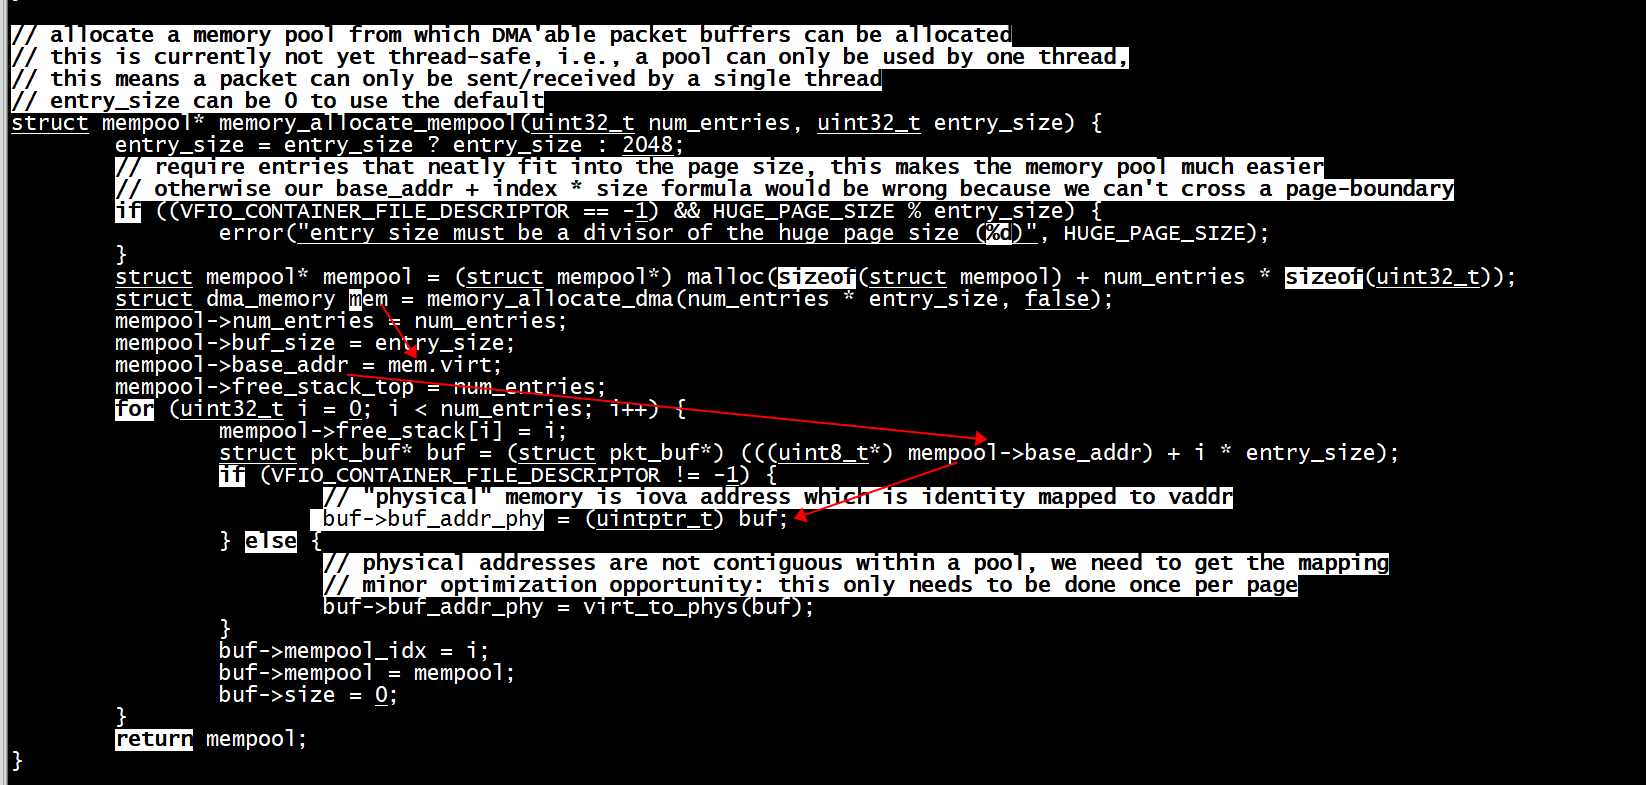 // allocate a memory pool from which DMA'able packet buffers can be allocated
// this is currently not yet thread-safe, i.e., a pool can only be used by one thread,
// this means a packet can only be sent/received by a single thread
// entry_size can be 0 to use the default
struct mempool* memory_allocate_mempool(uint32_t num_entries, uint32_t entry_size) {
        entry_size = entry_size ? entry_size : 2048;
        // require entries that neatly fit into the page size, this makes the memory pool much easier
        // otherwise our base_addr + index * size formula would be wrong because we can't cross a page-boundary
        if ((VFIO_CONTAINER_FILE_DESCRIPTOR == -1) && HUGE_PAGE_SIZE % entry_size) {
                error("entry size must be a divisor of the huge page size (%d)", HUGE_PAGE_SIZE);
        }
        struct mempool* mempool = (struct mempool*) malloc(sizeof(struct mempool) + num_entries * sizeof(uint32_t));
        struct dma_memory mem = memory_allocate_dma(num_entries * entry_size, false);
        mempool->num_entries = num_entries;
        mempool->buf_size = entry_size;
        mempool->base_addr = mem.virt;
        mempool->free_stack_top = num_entries;
        for (uint32_t i = 0; i < num_entries; i++) {
                mempool->free_stack[i] = i;
                struct pkt_buf* buf = (struct pkt_buf*) (((uint8_t*) mempool->base_addr) + i * entry_size);
                if (VFIO_CONTAINER_FILE_DESCRIPTOR != -1) {
                        // "physical" memory is iova address which is identity mapped to vaddr
                        buf->buf_addr_phy = (uintptr_t) buf;
                } else {
                        // physical addresses are not contiguous within a pool, we need to get the mapping
                        // minor optimization opportunity: this only needs to be done once per page
                        buf->buf_addr_phy = virt_to_phys(buf);
                }
                buf->mempool_idx = i;
                buf->mempool = mempool;
                buf->size = 0;
        }
        return mempool;
}